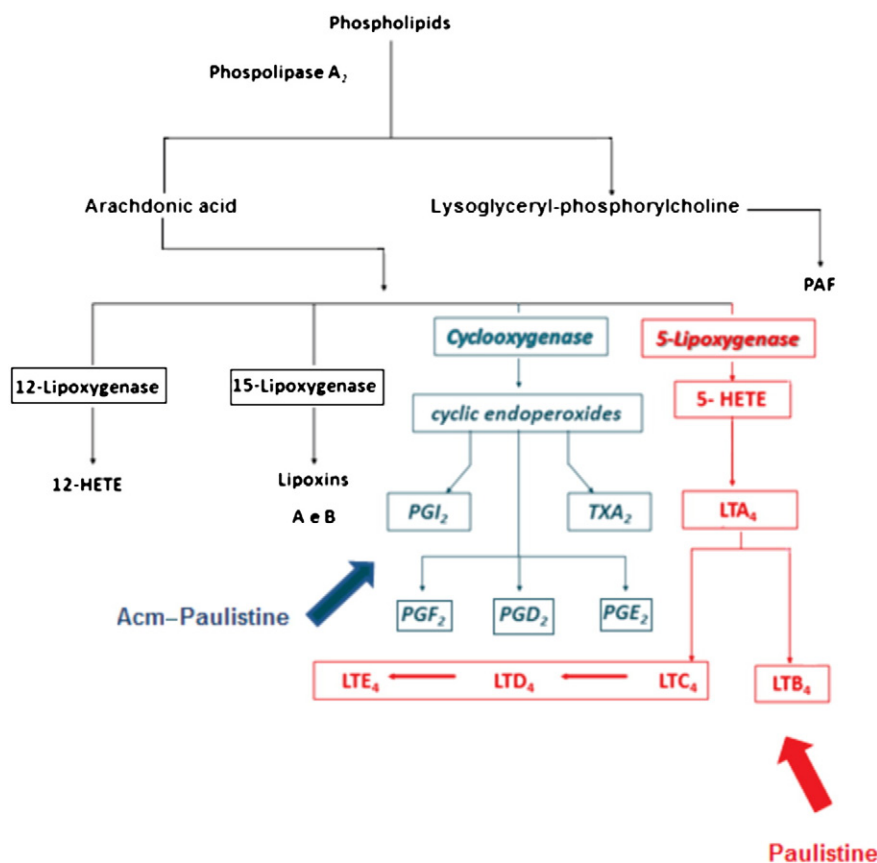 Phospholipids
Phospolipase A₂
Arachdonic acid
Lysoglyceryl-phosphorylcholine
PAF
Cyclooxygenase
5-Lipoxygenase
12-Lipoxygenase
15-Lipoxygenase
cyclic endoperoxides
5- HETE
12-HETE
Lipoxins
A e B
PGI₂
TXA₂
LTA₄
Acm–Paulistine
PGF₂
PGD₂
PGE₂
LTE₄
LTD₄
LTC₄
LTB₄
Paulistine